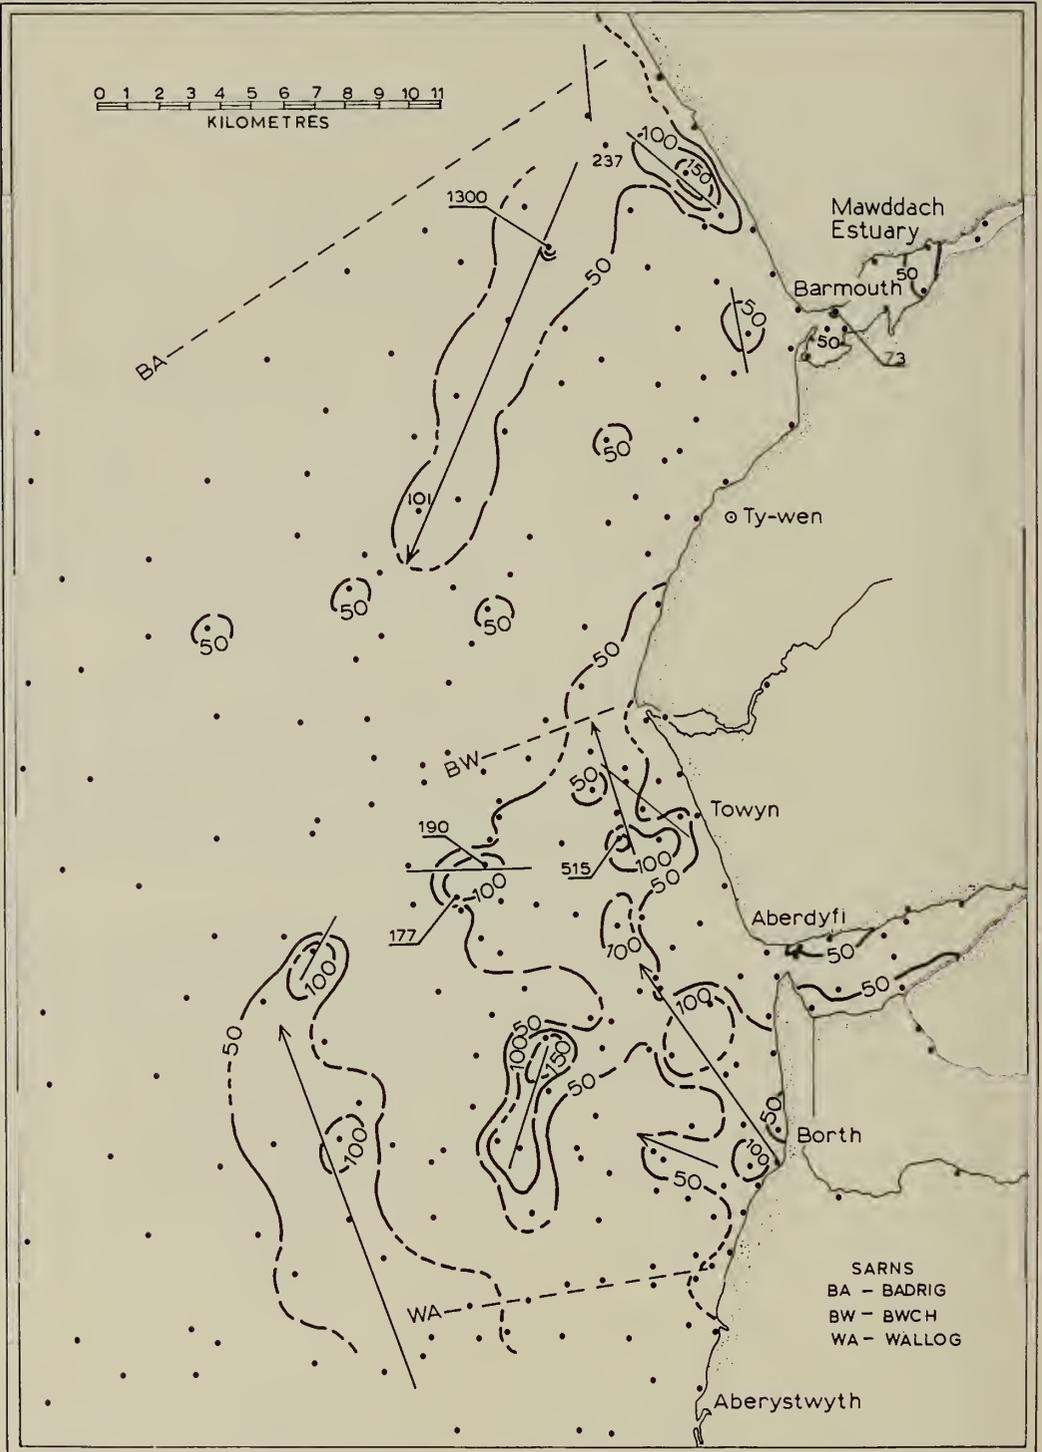 0 1 2 3 4 5 6 7 8 9 10 11
KILOMETRES
100
150
237
1300
Mawddach
Estuary
50
50
Barmouth
50
50
73
BA
50
101
Ty-wen
50
50
50
50
BW
50
Towyn
190
515
100
100
50
177
Aberdyfi
100
50
100
50
100
50
50
100
150
50
50
Borth
100
100
50
SARNS
BA – BADRIG
BW – BWCH
WA – WALLOG
WA
Aberystwyth